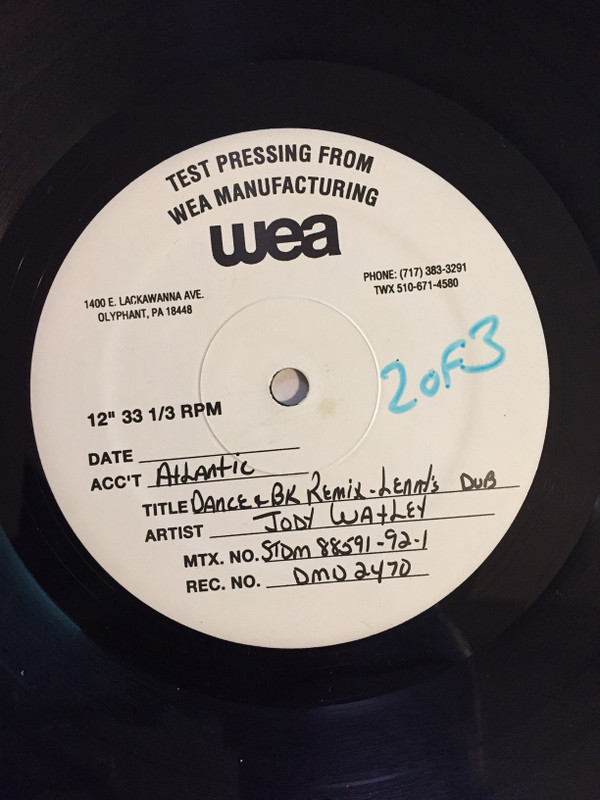 TEST PRESSING FROM
WEA MANUFACTURING
wea
1400 E. LACKAWANNA AVE.
OLYPHANT, PA 18448
PHONE: (717) 383-3291
TWX 510-671-4580
2 oF 3
12" 33 1/3 RPM
DATE
ACC'T Atlantic
TITLE DANCE & BK REMIX - LENNY'S DUB
ARTIST JODY WATLEY
MTX. NO. STDM 88591-92-1
REC. NO. DMD 2470